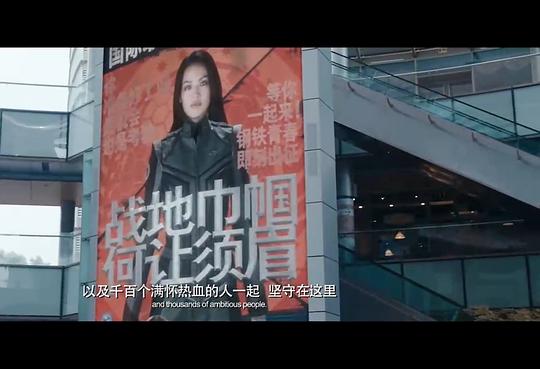 国际
等你
一起来!
钢铁青春
即刻出征
战地巾帼
何让须眉
以及千百个满怀热血的人一起 坚守在这里
and thousands of ambitious people.